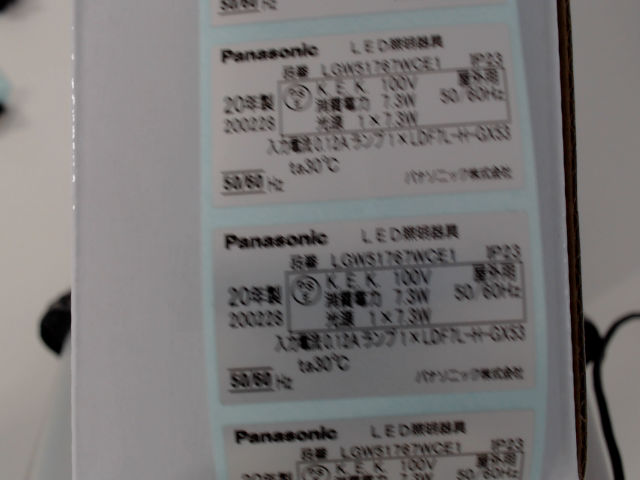 50/60 Hz
Panasonic LED照明器具
品番 LGW51767WCE1 IP23
20年製 PSE K.E.K. 100V 屋外用
200228 消費電力 7.3W 50/60Hz
光源 1×7.3W
入力電流0.12A ランプ1×LDF7L-H-GX53
ta30℃
50/60 Hz パナソニック株式会社
Panasonic LED照明器具
品番 LGW51767WCE1 IP23
20年製 PSE K.E.K. 100V 屋外用
200228 消費電力 7.3W 50/60Hz
光源 1×7.3W
入力電流0.12A ランプ1×LDF7L-H-GX53
ta30℃
50/60 Hz パナソニック株式会社
Panasonic LED照明器具
品番 LGW51767WCE1 IP23
20年製 K.E.K. 100V 屋外用